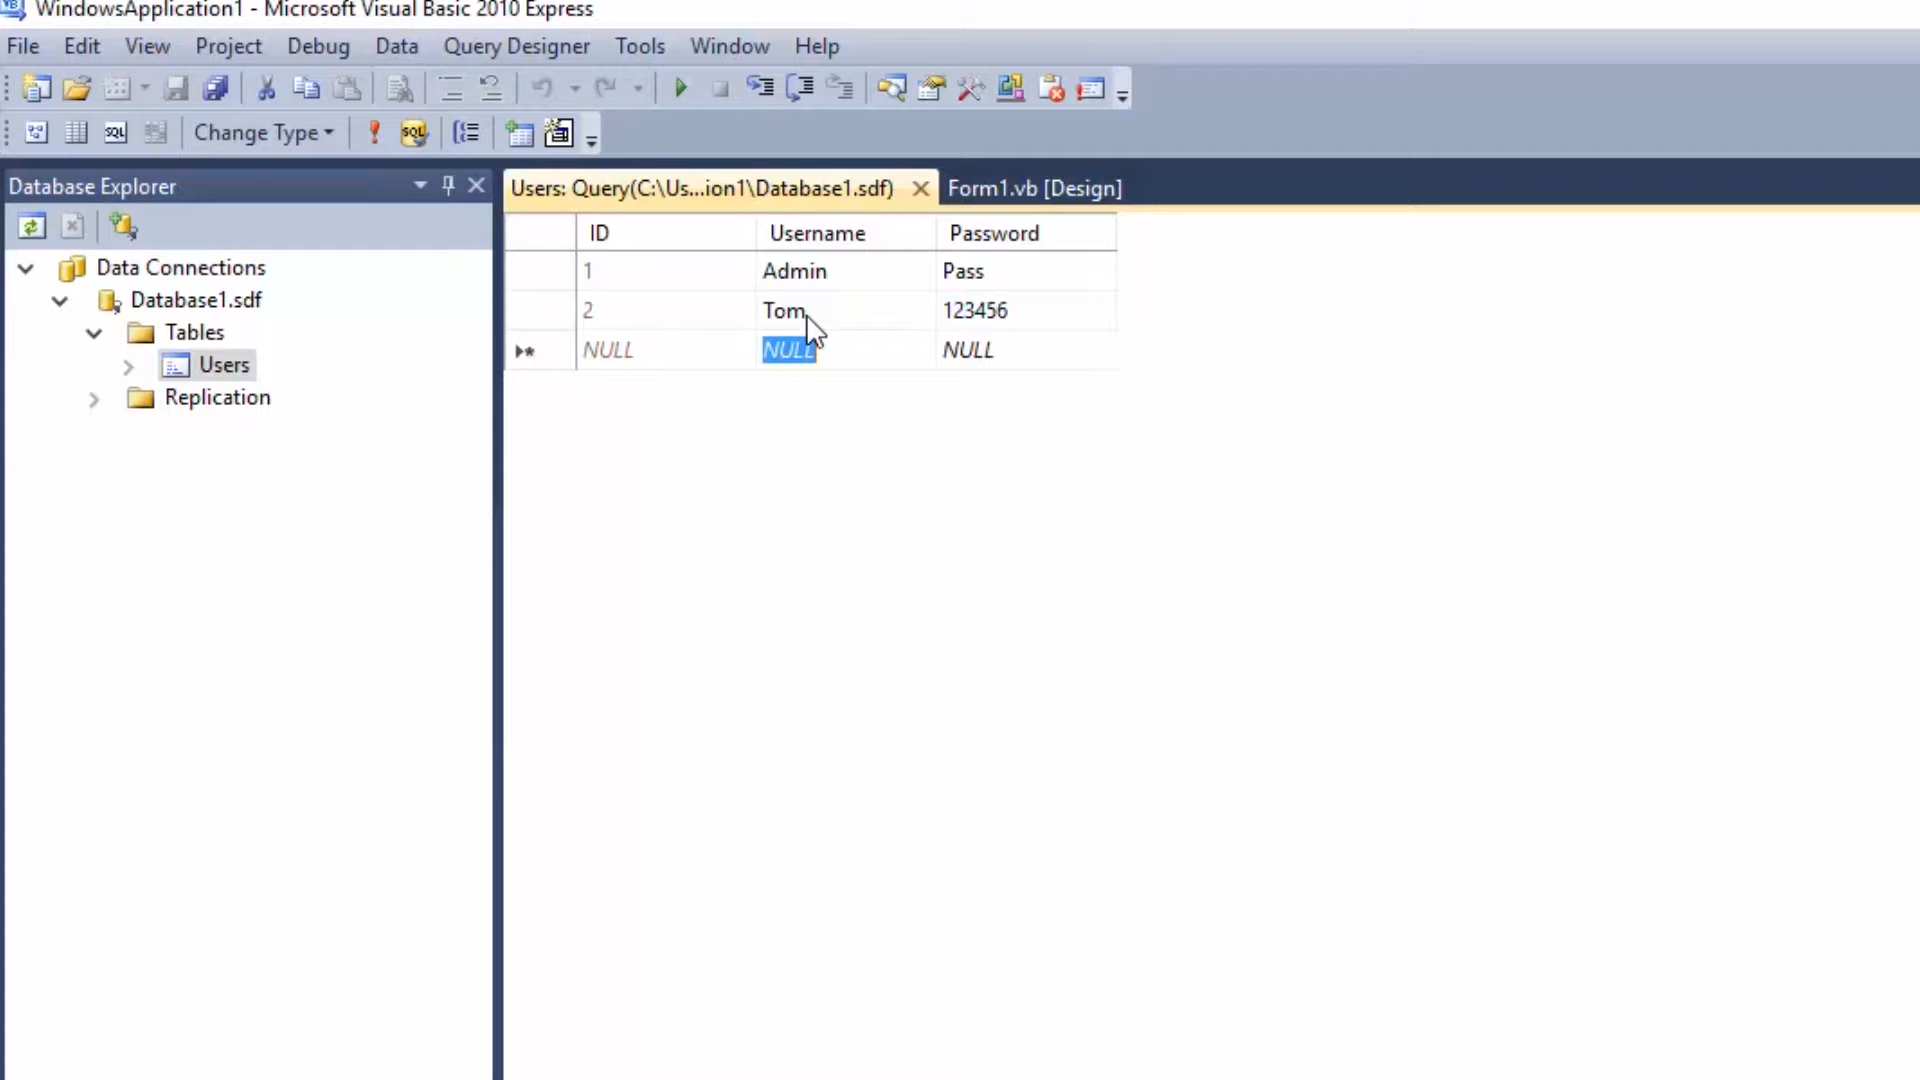 WindowsApplication1 - Microsoft Visual Basic 2010 Express
File Edit View Project Debug Data Query Designer Tools Window Help
SQL Change Type SQL
Database Explorer
Users: Query(C:\Us...ion1\Database1.sdf) Form1.vb [Design]
Data Connections
Database1.sdf
Tables
Users
Replication
ID Username Password
1 Admin Pass
2 Tom 123456
NULL NULL NULL